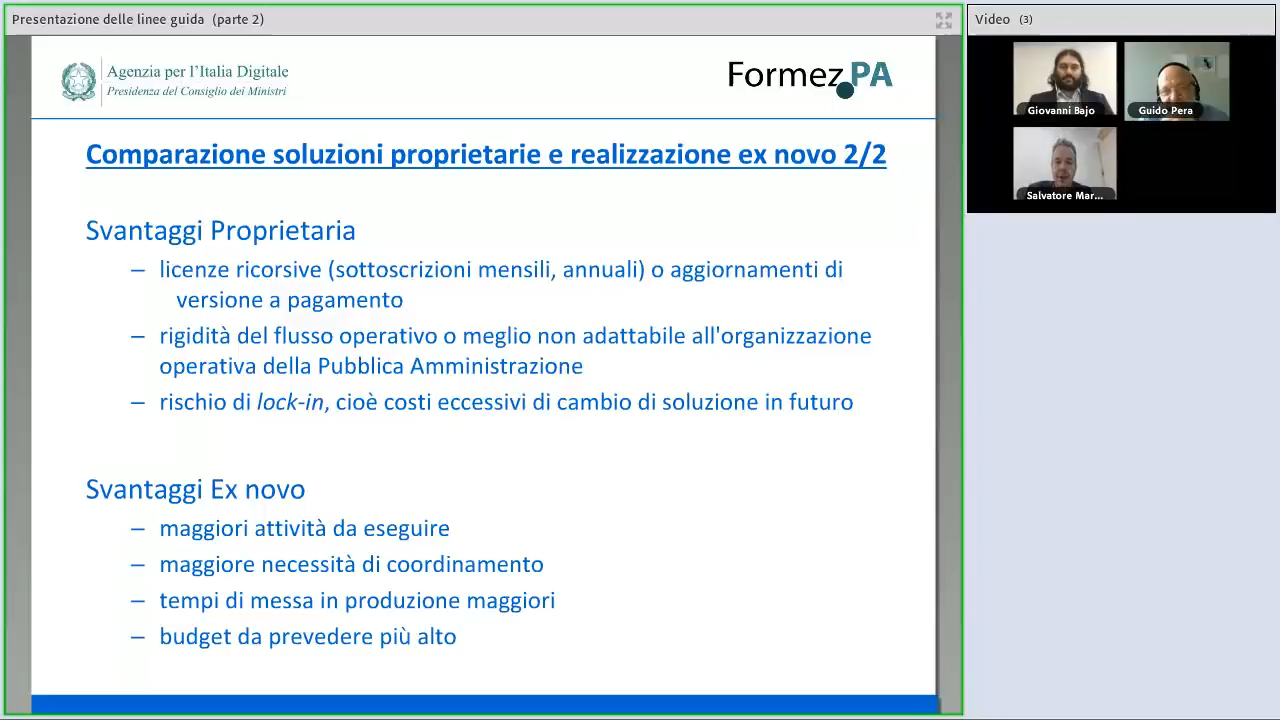 Presentazione delle linee guida (parte 2)
Video (3)
Agenzia per l'Italia Digitale
Presidenza del Consiglio dei Ministri
Formez PA
Giovanni Bajo
Guido Pera
Salvatore Mar...
Comparazione soluzioni proprietarie e realizzazione ex novo 2/2
Svantaggi Proprietaria
– licenze ricorsive (sottoscrizioni mensili, annuali) o aggiornamenti di
versione a pagamento
– rigidità del flusso operativo o meglio non adattabile all'organizzazione
operativa della Pubblica Amministrazione
– rischio di lock-in, cioè costi eccessivi di cambio di soluzione in futuro
Svantaggi Ex novo
– maggiori attività da eseguire
– maggiore necessità di coordinamento
– tempi di messa in produzione maggiori
– budget da prevedere più alto